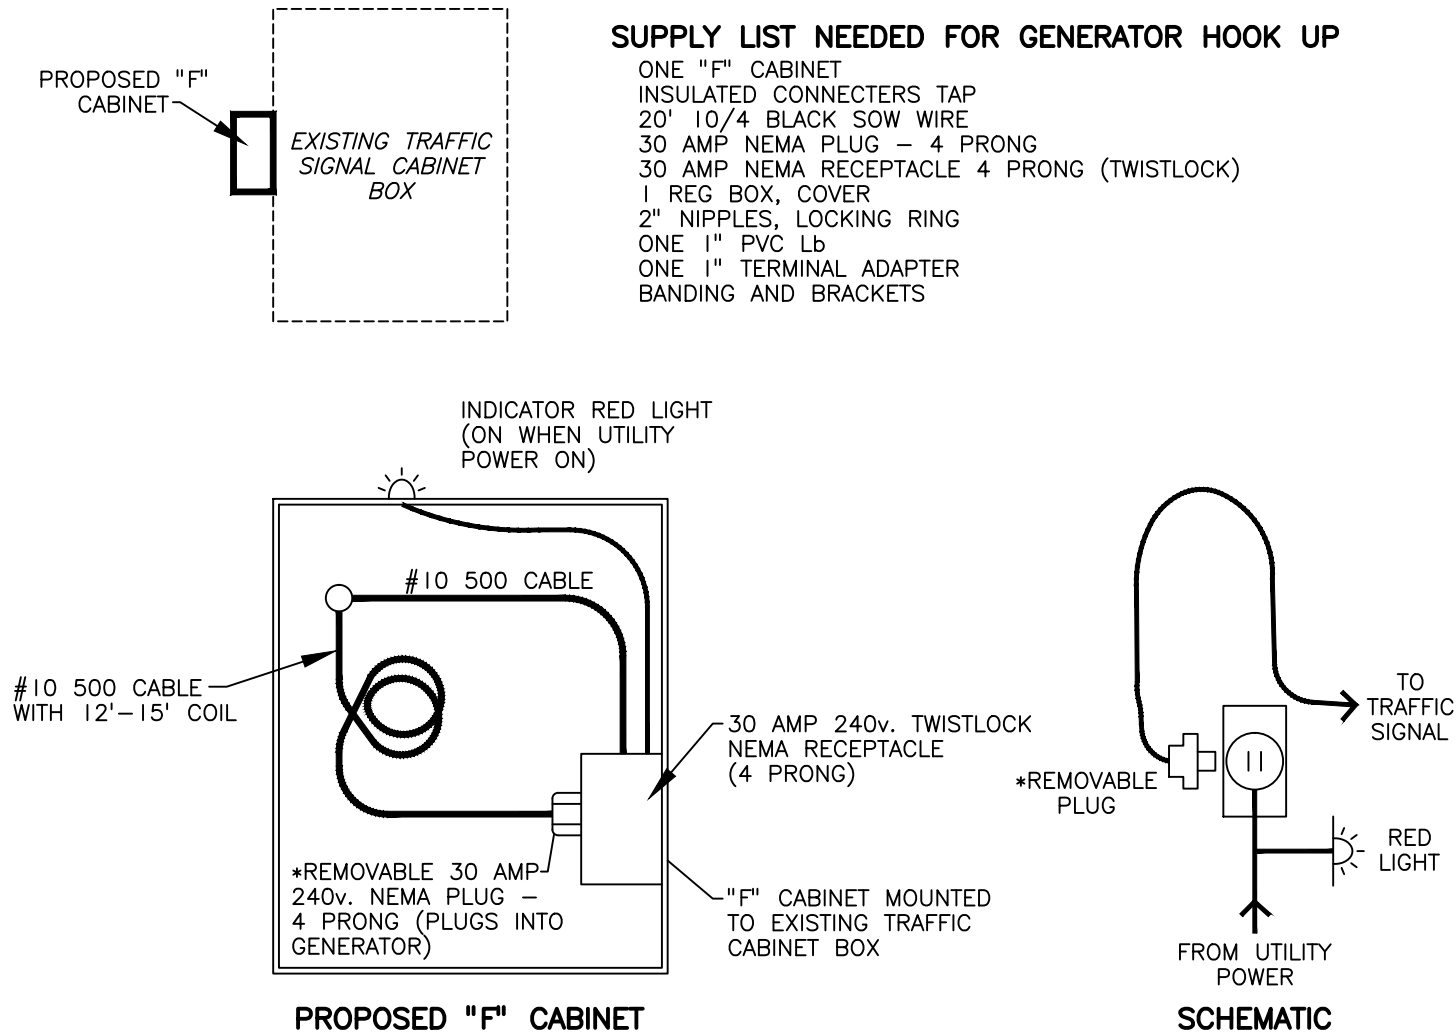 PROPOSED "F"
CABINET
EXISTING TRAFFIC
SIGNAL CABINET
BOX
SUPPLY LIST NEEDED FOR GENERATOR HOOK UP
ONE "F" CABINET
INSULATED CONNECTERS TAP
20' 10/4 BLACK SOW WIRE
30 AMP NEMA PLUG – 4 PRONG
30 AMP NEMA RECEPTACLE 4 PRONG (TWISTLOCK)
1 REG BOX, COVER
2" NIPPLES, LOCKING RING
ONE 1" PVC Lb
ONE 1" TERMINAL ADAPTER
BANDING AND BRACKETS
INDICATOR RED LIGHT
(ON WHEN UTILITY
POWER ON)
#10 500 CABLE
#10 500 CABLE
WITH 12'–15' COIL
30 AMP 240v. TWISTLOCK
NEMA RECEPTACLE
(4 PRONG)
*REMOVABLE 30 AMP
240v. NEMA PLUG –
4 PRONG (PLUGS INTO
GENERATOR)
"F" CABINET MOUNTED
TO EXISTING TRAFFIC
CABINET BOX
PROPOSED "F" CABINET
TO
TRAFFIC
SIGNAL
*REMOVABLE
PLUG
RED
LIGHT
FROM UTILITY
POWER
SCHEMATIC